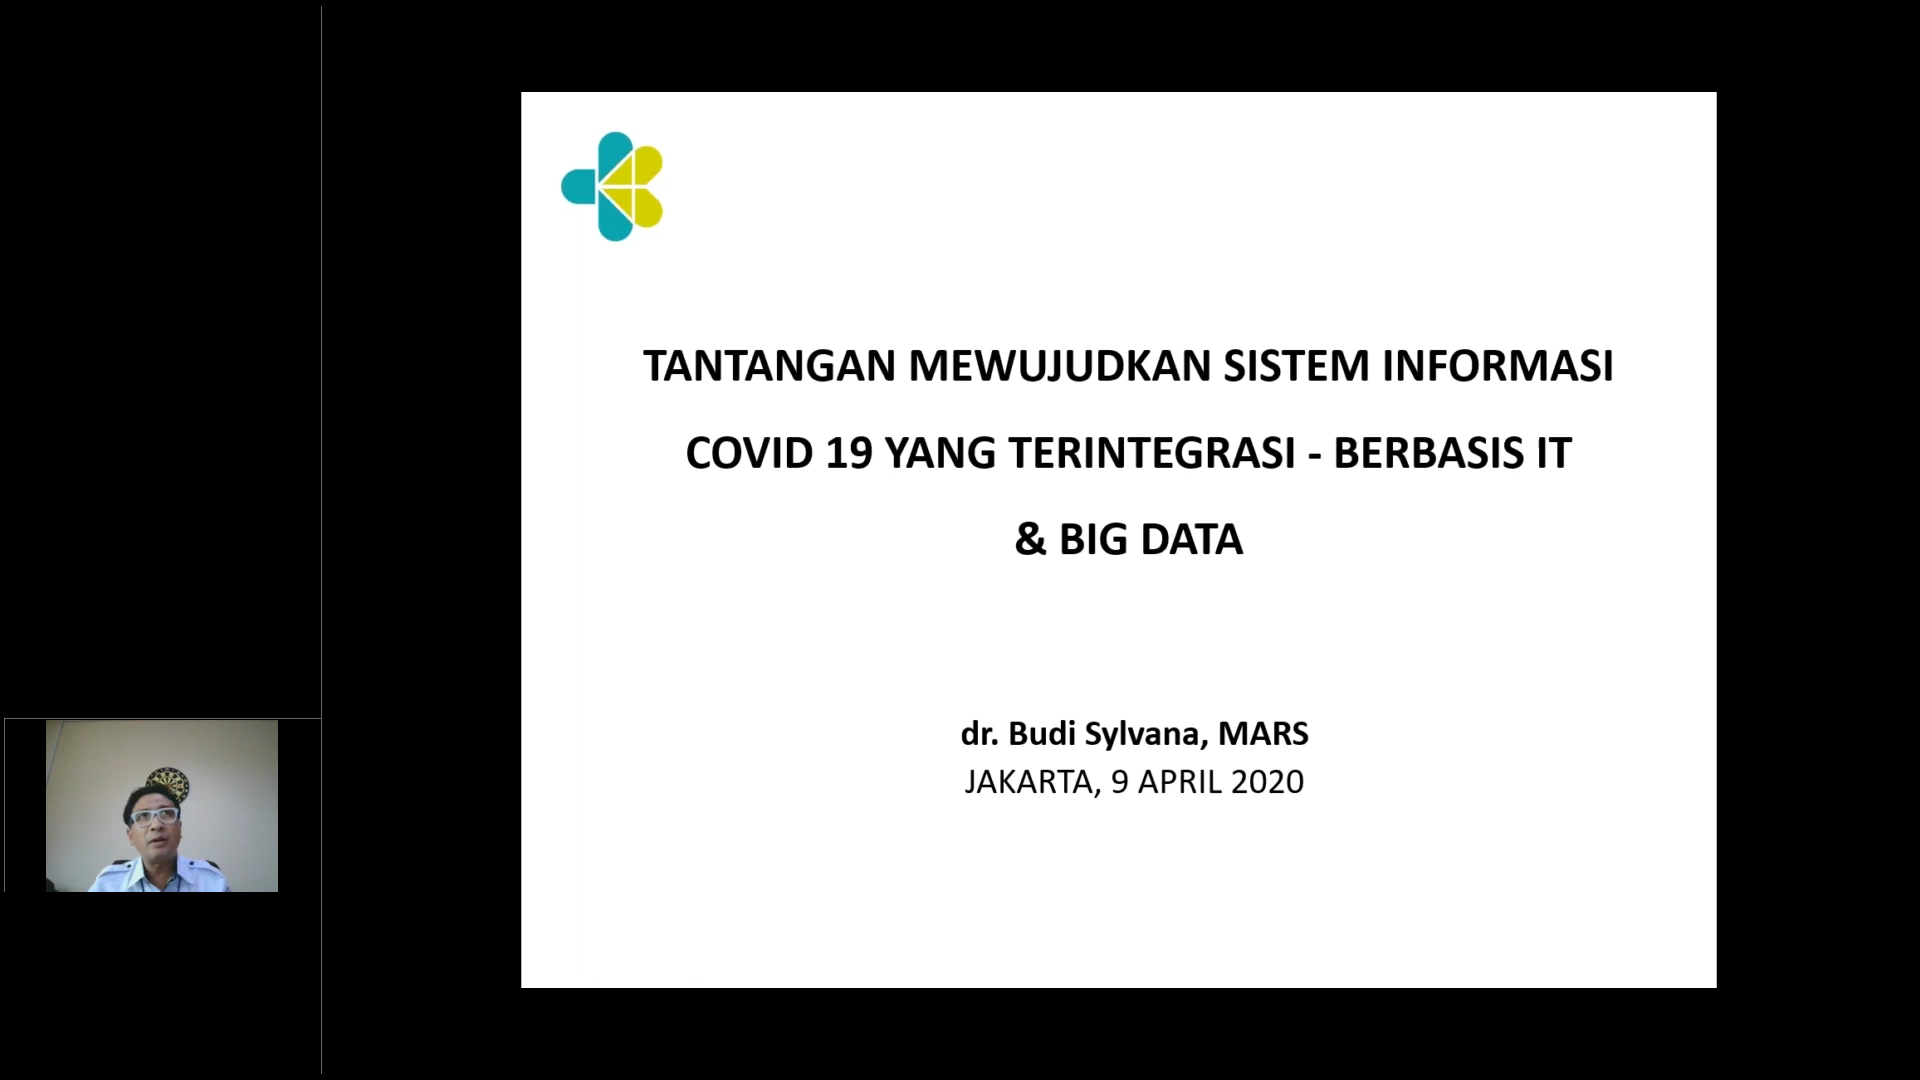 TANTANGAN MEWUJUDKAN SISTEM INFORMASI
COVID 19 YANG TERINTEGRASI - BERBASIS IT
& BIG DATA
dr. Budi Sylvana, MARS
JAKARTA, 9 APRIL 2020